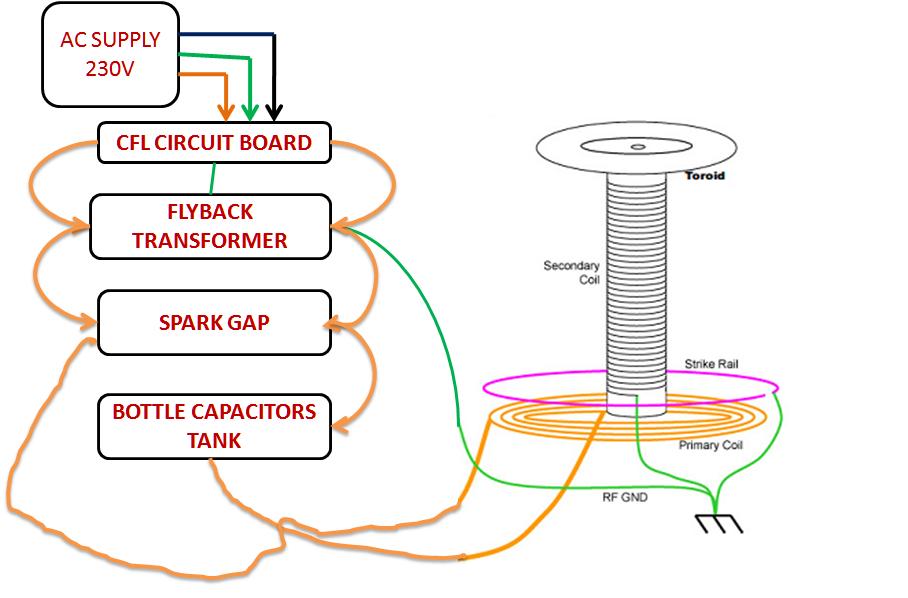 AC SUPPLY
230V
CFL CIRCUIT BOARD
FLYBACK
TRANSFORMER
SPARK GAP
BOTTLE CAPACITORS
TANK
Toroid
Secondary
Coil
Strike Rail
Primary Coil
RF GND